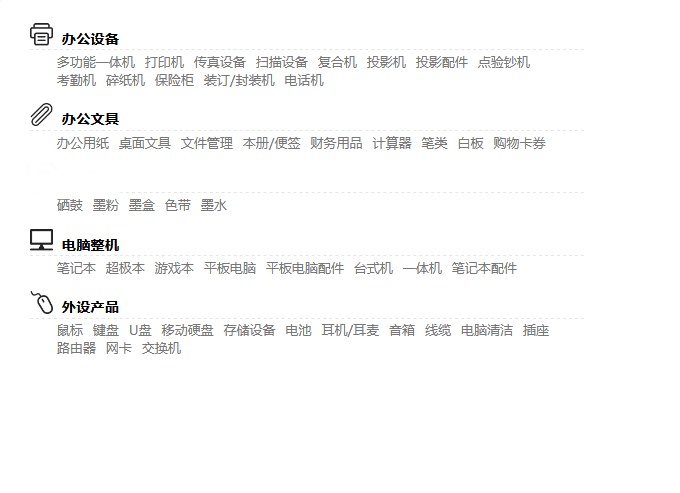 办公设备
多功能一体机 打印机 传真设备 扫描设备 复合机 投影机 投影配件 点验钞机
考勤机 碎纸机 保险柜 装订/封装机 电话机
办公文具
办公用纸 桌面文具 文件管理 本册/便签 财务用品 计算器 笔类 白板 购物卡券
硒鼓 墨粉 墨盒 色带 墨水
电脑整机
笔记本 超极本 游戏本 平板电脑 平板电脑配件 台式机 一体机 笔记本配件
外设产品
鼠标 键盘 U盘 移动硬盘 存储设备 电池 耳机/耳麦 音箱 线缆 电脑清洁 插座
路由器 网卡 交换机